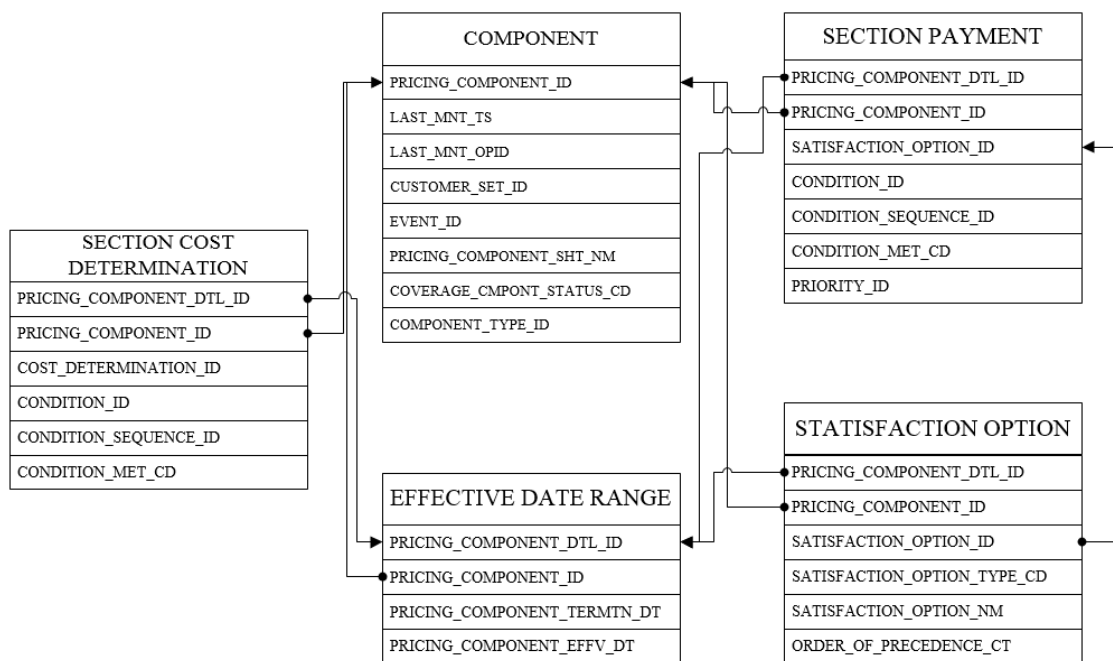 COMPONENT
PRICING_COMPONENT_ID
LAST_MNT_TS
LAST_MNT_OPID
CUSTOMER_SET_ID
EVENT_ID
PRICING_COMPONENT_SHT_NM
COVERAGE_CMPONT_STATUS_CD
COMPONENT_TYPE_ID
SECTION PAYMENT
PRICING_COMPONENT_DTL_ID
PRICING_COMPONENT_ID
SATISFACTION_OPTION_ID
CONDITION_ID
CONDITION_SEQUENCE_ID
CONDITION_MET_CD
PRIORITY_ID
SECTION COST
DETERMINATION
PRICING_COMPONENT_DTL_ID
PRICING_COMPONENT_ID
COST_DETERMINATION_ID
CONDITION_ID
CONDITION_SEQUENCE_ID
CONDITION_MET_CD
EFFECTIVE DATE RANGE
PRICING_COMPONENT_DTL_ID
PRICING_COMPONENT_ID
PRICING_COMPONENT_TERMTN_DT
PRICING_COMPONENT_EFFV_DT
STATISFACTION OPTION
PRICING_COMPONENT_DTL_ID
PRICING_COMPONENT_ID
SATISFACTION_OPTION_ID
SATISFACTION_OPTION_TYPE_CD
SATISFACTION_OPTION_NM
ORDER_OF_PRECEDENCE_CT